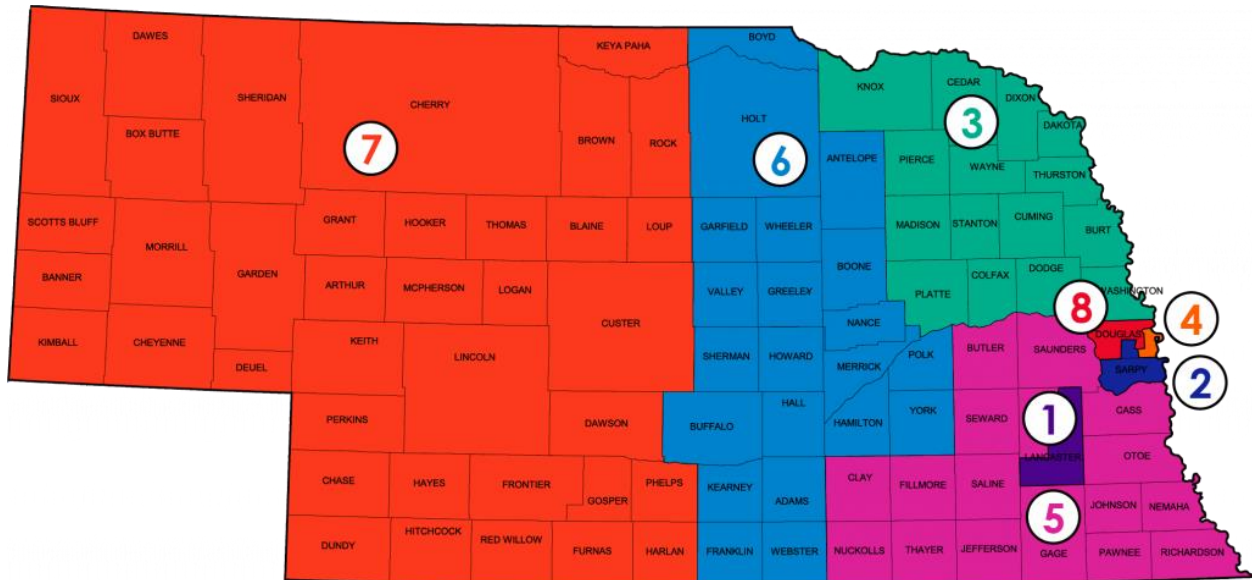 DAWES
BOYD
KEYA PAHA
SIOUX
SHERIDAN
CHERRY
KNOX
CEDAR
DIXON
7
BROWN
ROCK
HOLT
6
3
DAKOTA
BOX BUTTE
ANTELOPE
PIERCE
WAYNE
THURSTON
SCOTTS BLUFF
GRANT
HOOKER
THOMAS
BLAINE
LOUP
GARFIELD
WHEELER
MADISON
STANTON
CUMING
BURT
MORRILL
BANNER
GARDEN
ARTHUR
MCPHERSON
LOGAN
VALLEY
GREELEY
BOONE
PLATTE
COLFAX
DODGE
WASHINGTON
CUSTER
NANCE
8
4
KIMBALL
CHEYENNE
DEUEL
KEITH
LINCOLN
SHERMAN
HOWARD
MERRICK
POLK
BUTLER
SAUNDERS
DOUGLAS
SARPY
2
PERKINS
DAWSON
BUFFALO
HALL
HAMILTON
YORK
SEWARD
1
CASS
LANCASTER
OTOE
CHASE
HAYES
FRONTIER
GOSPER
PHELPS
KEARNEY
ADAMS
CLAY
FILLMORE
SALINE
5
JOHNSON
NEMAHA
DUNDY
HITCHCOCK
RED WILLOW
FURNAS
HARLAN
FRANKLIN
WEBSTER
NUCKOLLS
THAYER
JEFFERSON
GAGE
PAWNEE
RICHARDSON